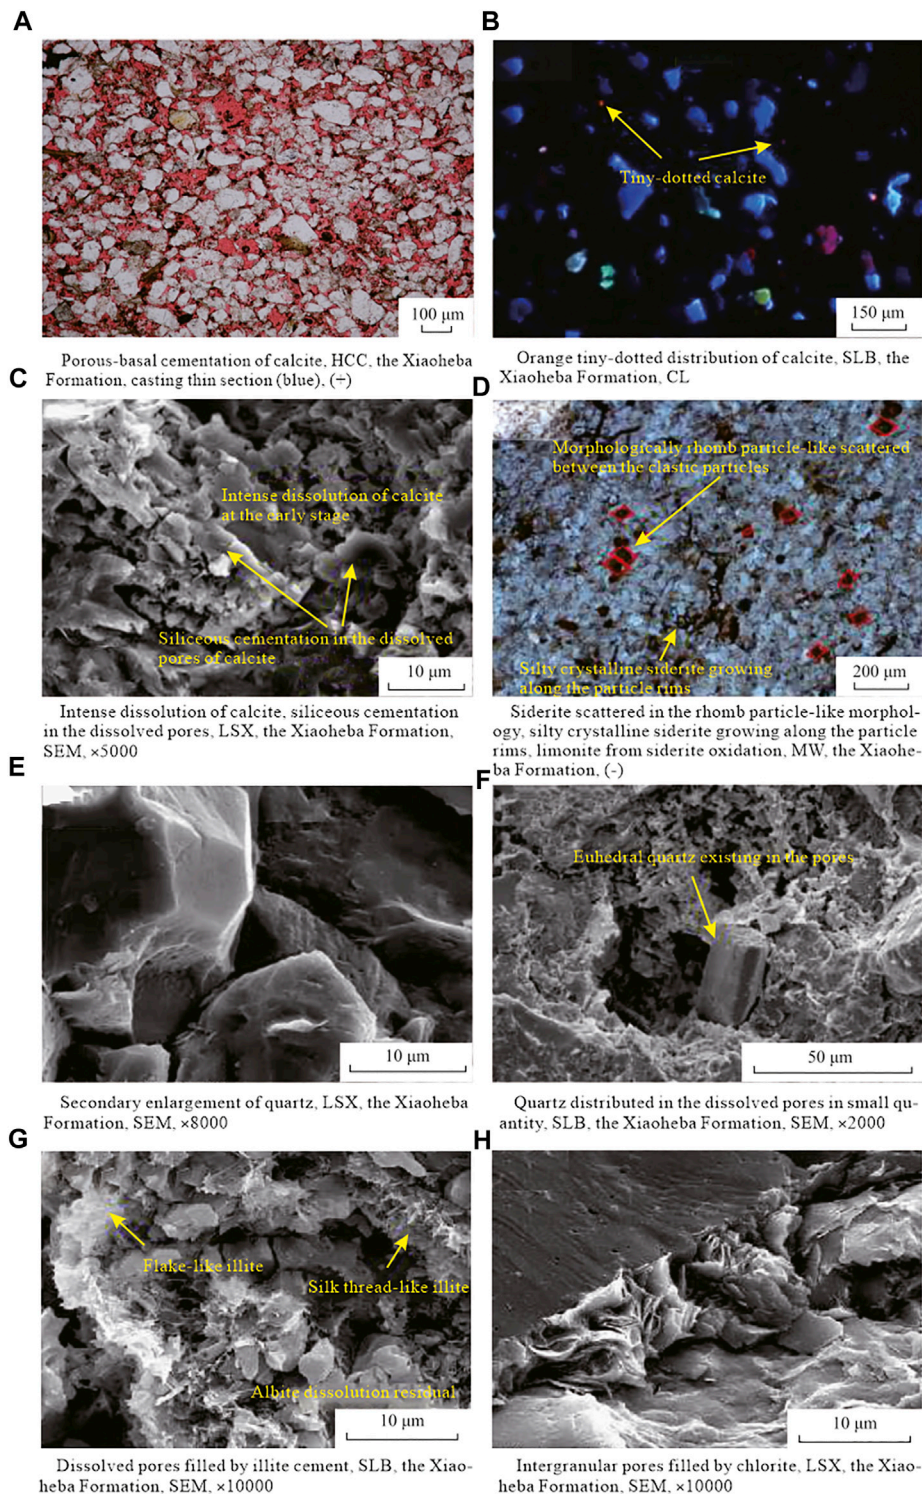 A
B
Tiny-dotted calcite
100 μm
150 μm
Porous-basal cementation of calcite, HCC, the Xiaoheba
Formation, casting thin section (blue), (+)
Orange tiny-dotted distribution of calcite, SLB, the
Xiaoheba Formation, CL
C
D
Intense dissolution of calcite
at the early stage
Siliceous cementation in the dissolved
pores of calcite
10 μm
Morphologically rhomb particle-like scattered
between the clastic particles
Silty crystalline siderite growing
along the particle rims
200 μm
Intense dissolution of calcite, siliceous cementation
in the dissolved pores, LSX, the Xiaoheba Formation,
SEM, ×5000
Siderite scattered in the rhomb particle-like morphol-
ogy, silty crystalline siderite growing along the particle
rims, limonite from siderite oxidation, MW, the Xiaohe-
ba Formation, (-)
E
F
10 μm
Euhedral quartz existing in the pores
50 μm
Secondary enlargement of quartz, LSX, the Xiaoheba
Formation, SEM, ×8000
Quartz distributed in the dissolved pores in small qu-
antity, SLB, the Xiaoheba Formation, SEM, ×2000
G
H
Flake-like illite
Silk thread-like illite
Albite dissolution residual
10 μm
10 μm
Dissolved pores filled by illite cement, SLB, the Xiao-
heba Formation, SEM, ×10000
Intergranular pores filled by chlorite, LSX, the Xiao-
heba Formation, SEM, ×10000